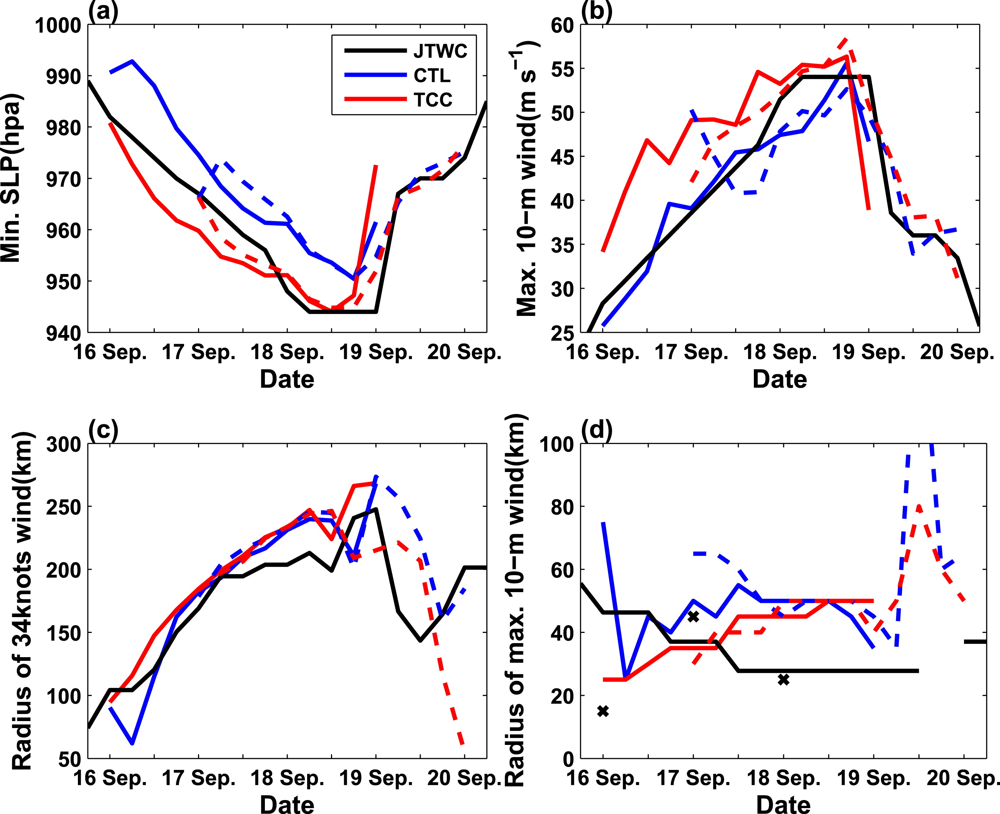 (a)
Min. SLP(hpa)
1000
990
980
970
960
950
940
JTWC
CTL
TCC
16 Sep. 17 Sep. 18 Sep. 19 Sep. 20 Sep.
Date
(b)
Max. 10−m wind(m s−1)
60
55
50
45
40
35
30
25
16 Sep. 17 Sep. 18 Sep. 19 Sep. 20 Sep.
Date
(c)
Radius of 34knots wind(km)
300
250
200
150
100
50
16 Sep. 17 Sep. 18 Sep. 19 Sep. 20 Sep.
Date
(d)
Radius of max. 10−m wind(km)
100
80
60
40
20
0
16 Sep. 17 Sep. 18 Sep. 19 Sep. 20 Sep.
Date